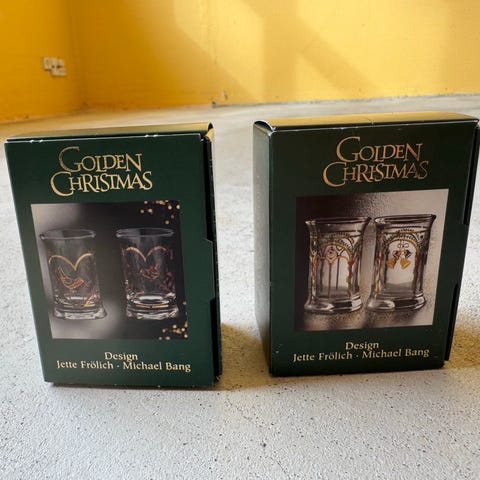 GOLDEN
CHRISTMAS
Design
Jette Frölich · Michael Bang
GOLDEN
CHRISTMAS
Design
Jette Frölich · Michael Bang